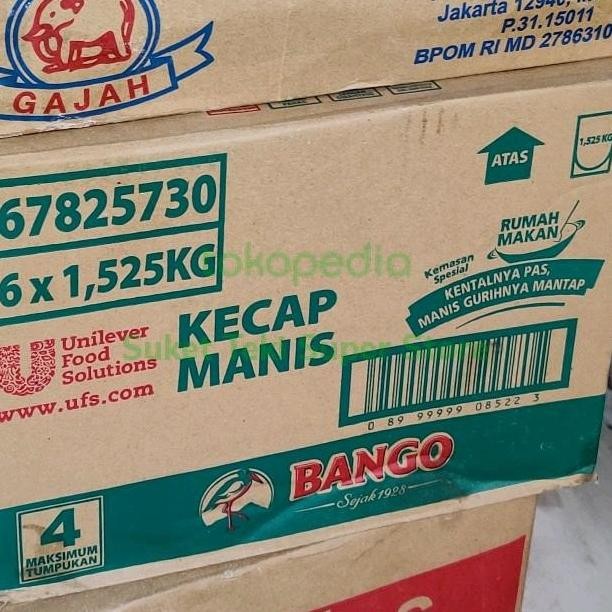 Jakarta 12940,
P.31.15011
BPOM RI MD 2786310
GAJAH
67825730
6 x 1,525KG
ATAS
1,525 KG
RUMAH
MAKAN
Kemasan
Spesial
KENTALNYA PAS,
MANIS GURIHNYA MANTAP
tokopedia
Unilever
Food
Solutions
www.ufs.com
KECAP
MANIS
0 89 99999 08522 3
BANGO
Sejak 1928
4
MAKSIMUM
TUMPUKAN